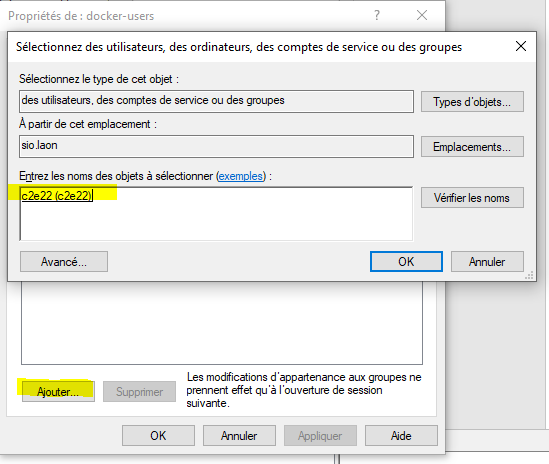 Propriétés de : docker-users
Sélectionnez des utilisateurs, des ordinateurs, des comptes de service ou des groupes
Sélectionnez le type de cet objet :
des utilisateurs, des comptes de service ou des groupes
Types d'objets...
À partir de cet emplacement :
sio.laon
Emplacements...
Entrez les noms des objets à sélectionner (exemples) :
c2e22 (c2e22)
Vérifier les noms
Avancé...
OK
Annuler
Ajouter...
Supprimer
Les modifications d'appartenance aux groupes ne
prennent effet qu'à l'ouverture de session
suivante.
OK
Annuler
Appliquer
Aide